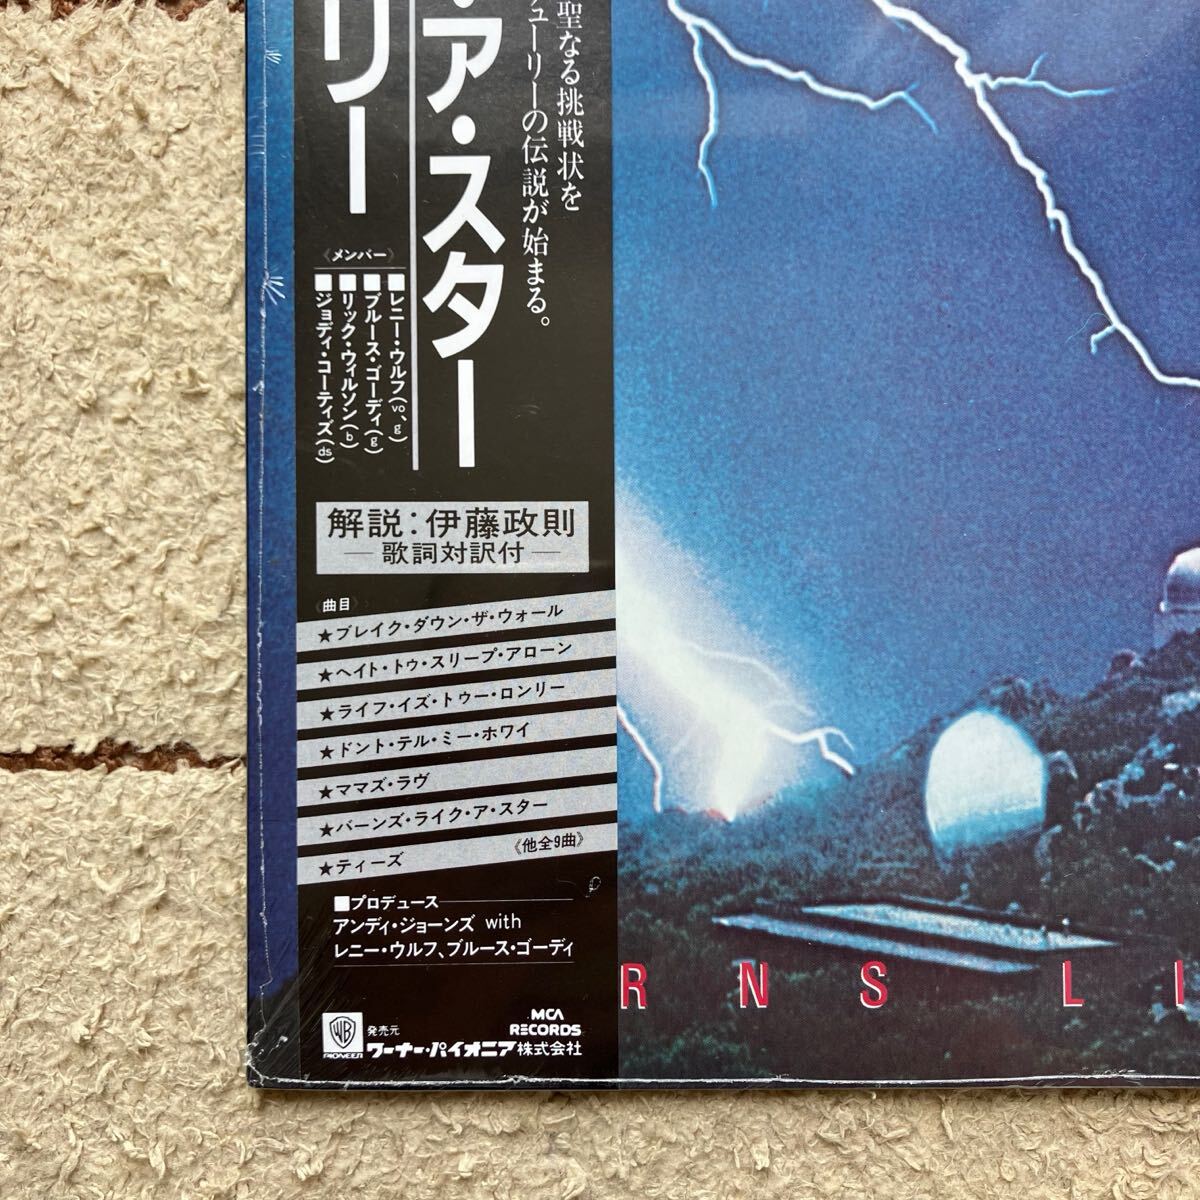 聖なる挑戦状を
ューリーの伝説が始まる。
・ア・スター
リー
《メンバー》
■レニー・ウルフ(vo、g)
■ブルース・ゴーディ(g)
■リック・ウィルソン(b)
■ジョディ・コーティズ(ds)
解説：伊藤政則
—歌詞対訳付—
《曲目》
★ブレイク・ダウン・ザ・ウォール
★ヘイト・トゥ・スリープ・アローン
★ライフ・イズ・トゥー・ロンリー
★ドント・テル・ミー・ホワイ
★ママズ・ラヴ
★バーンズ・ライク・ア・スター
★ティーズ
《他全9曲》
■プロデュース
アンディ・ジョーンズ with
レニー・ウルフ、ブルース・ゴーディ
WB
PIONEER
発売元
ワーナー・パイオニア株式会社
MCA
RECORDS
RNS LI